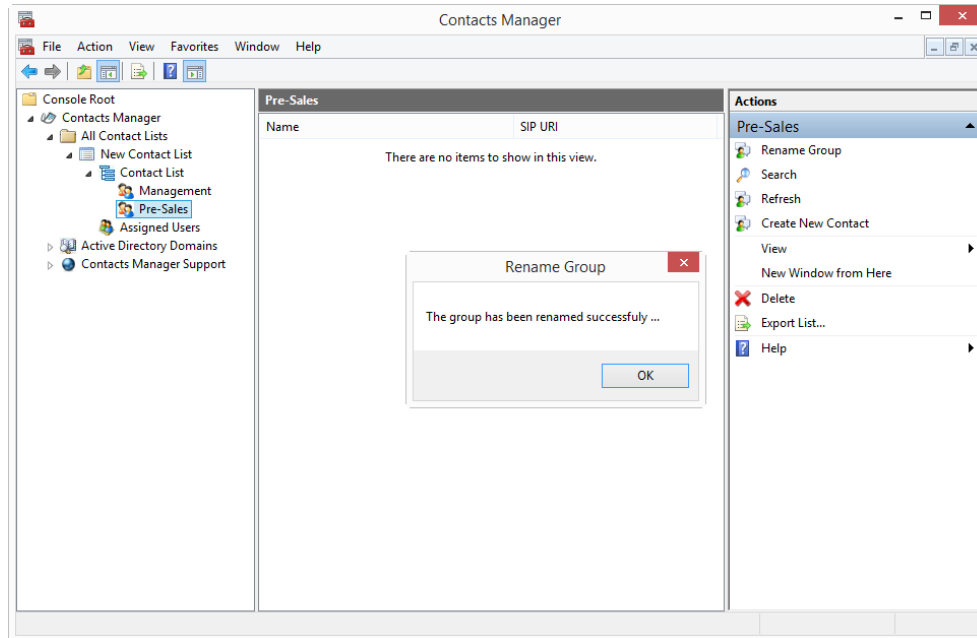 Contacts Manager
File Action View Favorites Window Help
Console Root
Contacts Manager
All Contact Lists
New Contact List
Contact List
Management
Pre-Sales
Assigned Users
Active Directory Domains
Contacts Manager Support
Pre-Sales
Name SIP URI
There are no items to show in this view.
Rename Group
The group has been renamed successfuly ...
OK
Actions
Pre-Sales
Rename Group
Search
Refresh
Create New Contact
View
New Window from Here
Delete
Export List...
Help